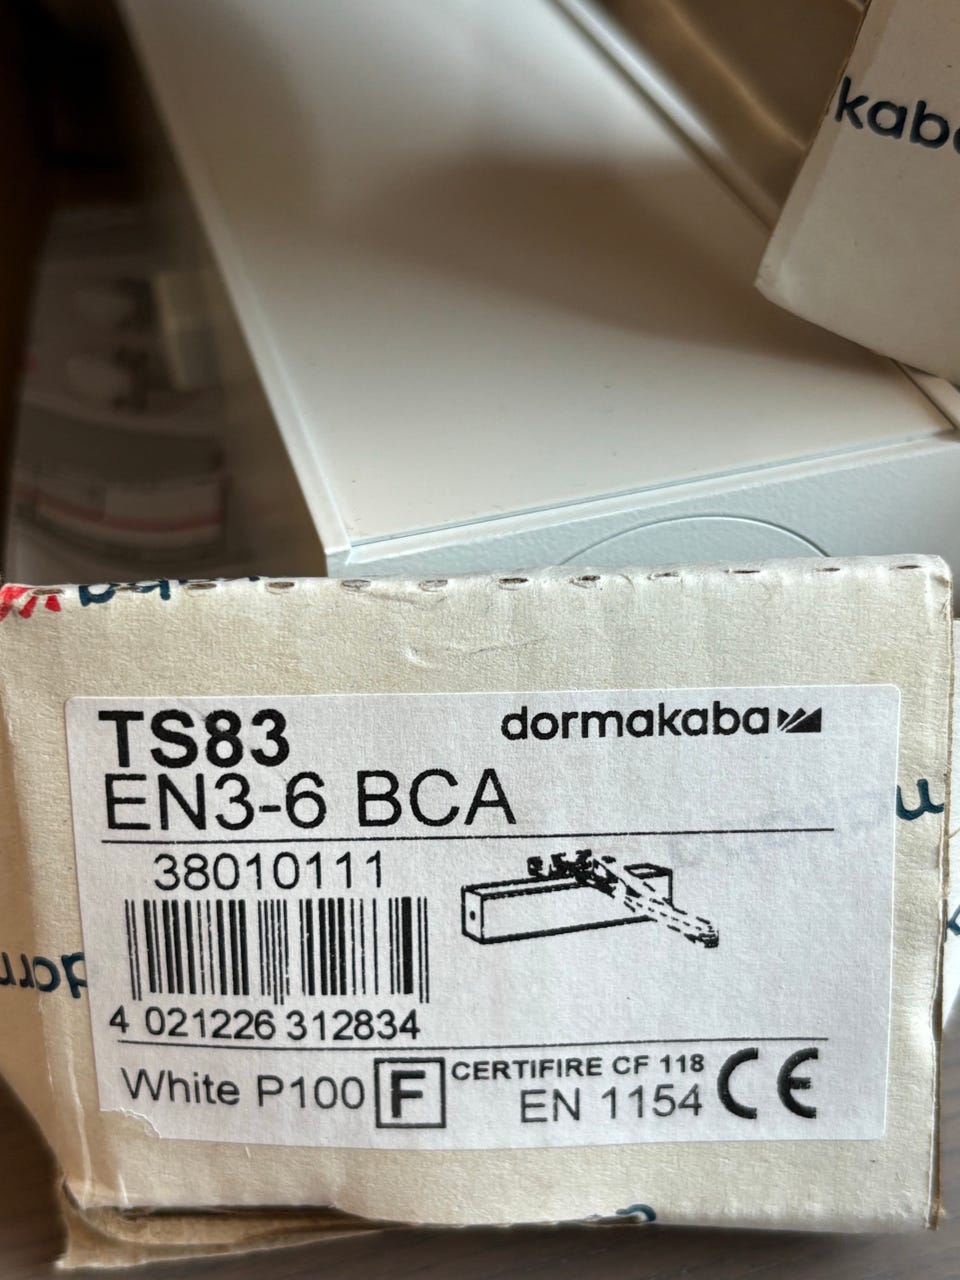 kaba
TS83
dormakaba
EN3-6 BCA
38010111
4 021226 312834
White P100 F CERTIFIRE CF 118
EN 1154 CE